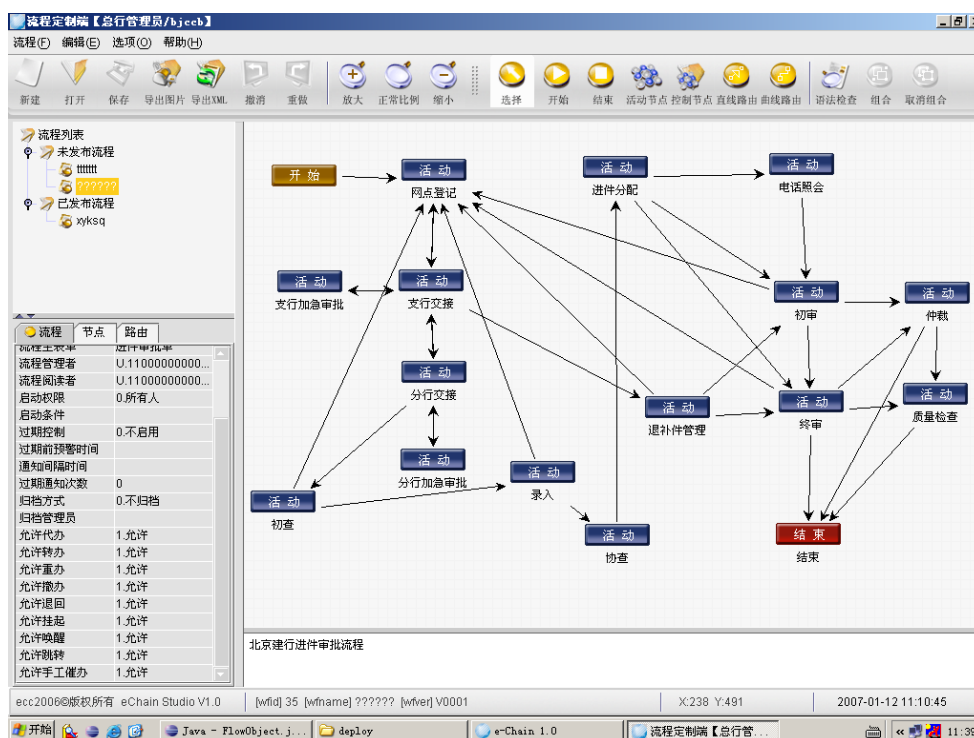 流程定制端【总行管理员/bjccb】
流程(F) 编辑(E) 选项(O) 帮助(H)
新建 打开 保存 导出图片 导出XML 撤消 重做 放大 正常比例 缩小 选择 开始 结束 活动节点 控制节点 直线路由 曲线路由 语法检查 组合 取消组合
流程列表
未发布流程
ttttttt
??????
已发布流程
xyksq
流程 节点 路由
流程主表单 进件审批单
流程管理者 U.11000000000...
流程阅读者 U.11000000000...
启动权限 0.所有人
启动条件
过期控制 0.不启用
过期前预警时间
通知间隔时间
过期通知次数 0
归档方式 0.不归档
归档管理员
允许代办 1.允许
允许转办 1.允许
允许重办 1.允许
允许撤办 1.允许
允许退回 1.允许
允许挂起 1.允许
允许唤醒 1.允许
允许跳转 1.允许
允许手工催办 1.允许
开始
活动
网点登记
活动
进件分配
活动
电话照会
活动
支行加急审批
活动
支行交接
活动
初审
活动
仲裁
活动
分行交接
活动
退补件管理
活动
终审
活动
质量检查
活动
分行加急审批
活动
录入
活动
初查
活动
协查
结束
结束
北京建行进件审批流程
ecc2006©版权所有 eChain Studio V1.0 [wfid] 35 [wfname] ?????? [wfver] V0001 X:238 Y:491 2007-01-12 11:10:45
开始 Java - FlowObject.j... deploy e-Chain 1.0 流程定制端【总行管... « 11:35